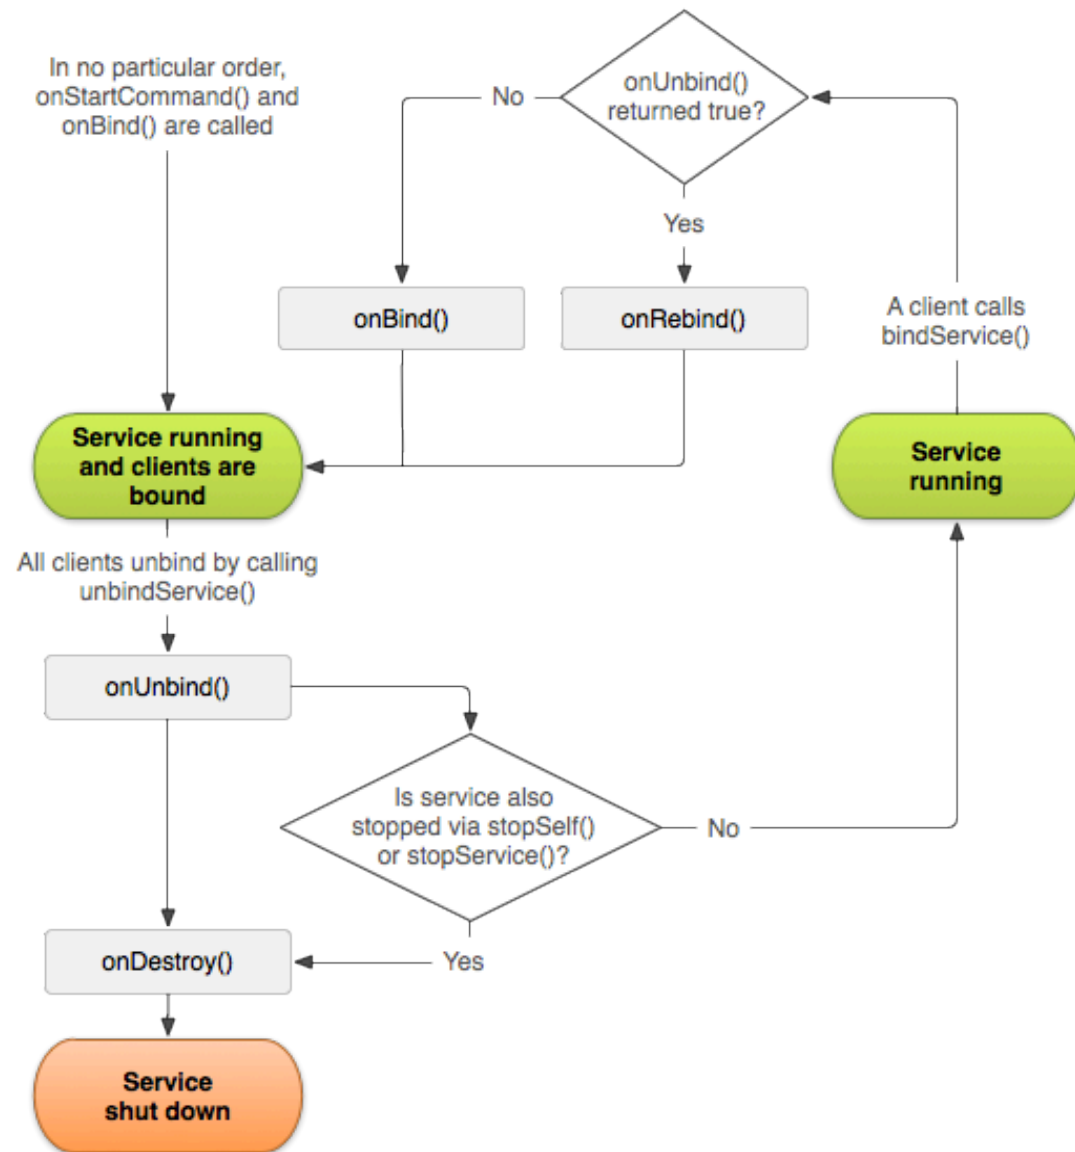 In no particular order,
onStartCommand() and
onBind() are called
onUnbind()
returned true?
No
Yes
onBind()
onRebind()
A client calls
bindService()
Service running
and clients are
bound
Service
running
All clients unbind by calling
unbindService()
onUnbind()
Is service also
stopped via stopSelf()
or stopService()?
No
Yes
onDestroy()
Service
shut down